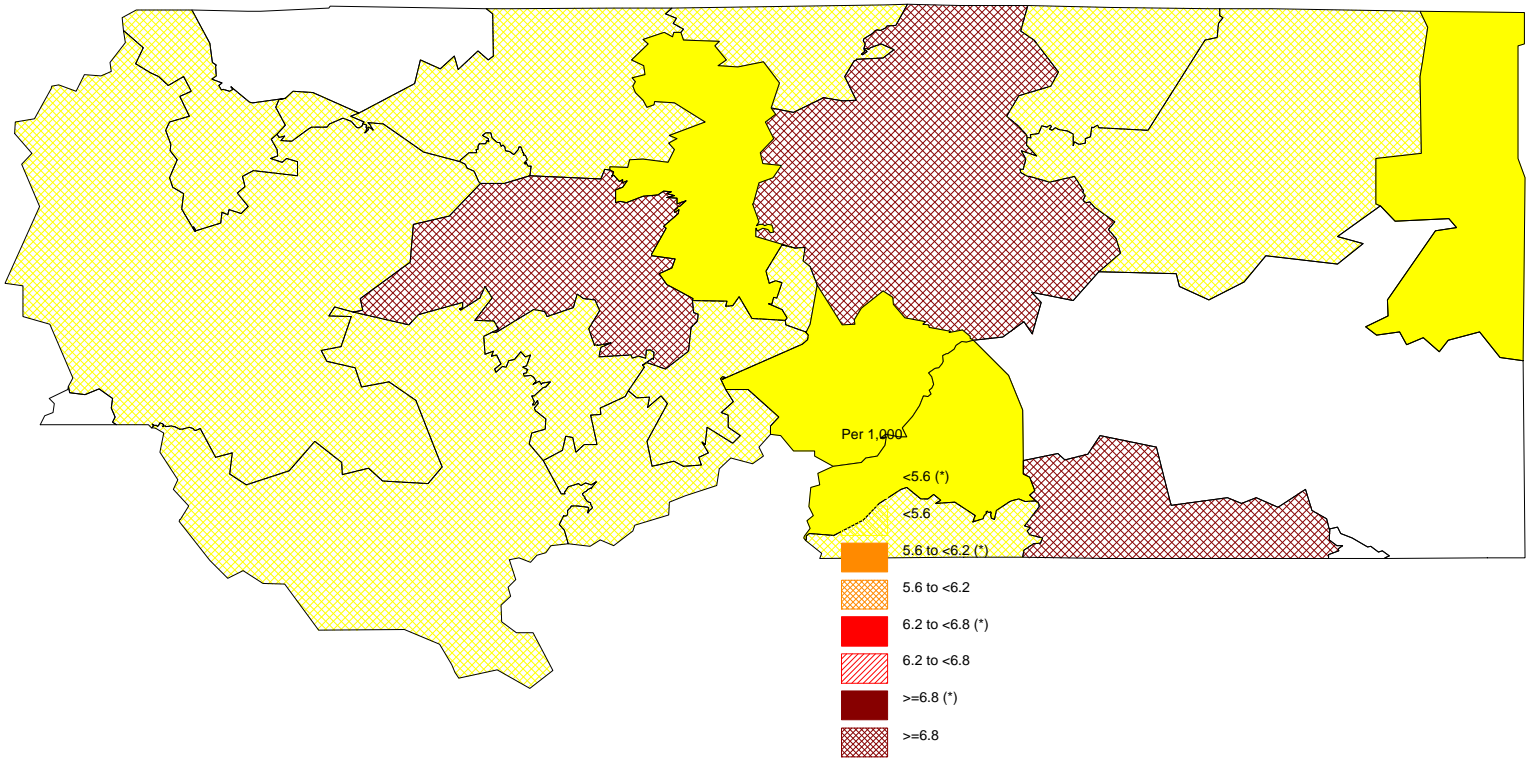 Per 1,000
<5.6 (*)
<5.6
5.6 to <6.2 (*)
5.6 to <6.2
6.2 to <6.8 (*)
6.2 to <6.8
>=6.8 (*)
>=6.8